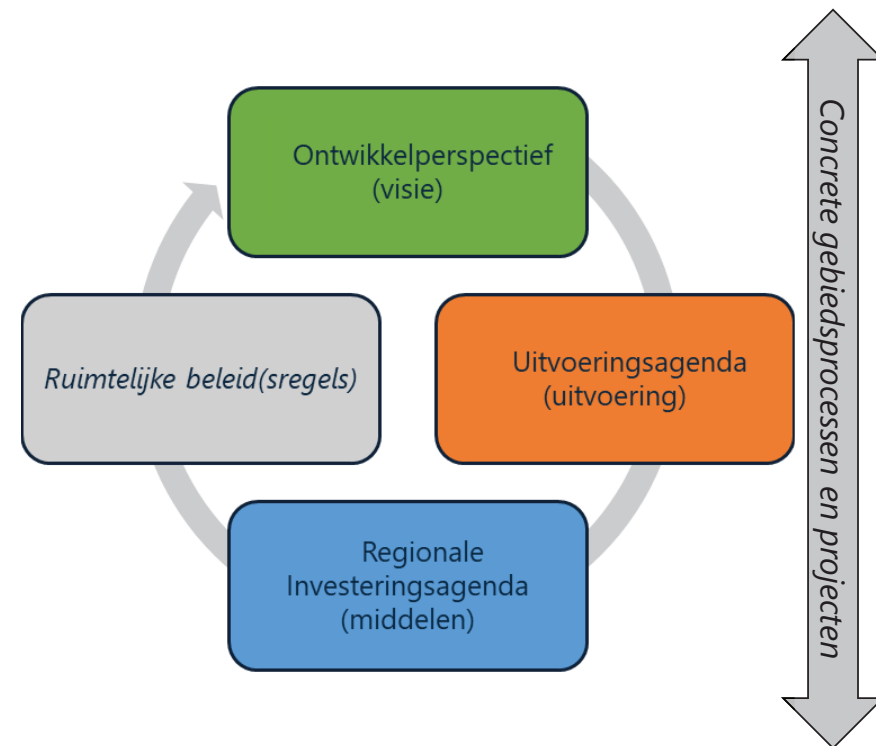 Ontwikkelperspectief
(visie)
Uitvoeringsagenda
(uitvoering)
Regionale
Investeringsagenda
(middelen)
Ruimtelijke beleid(sregels)
Concrete gebiedsprocessen en projecten